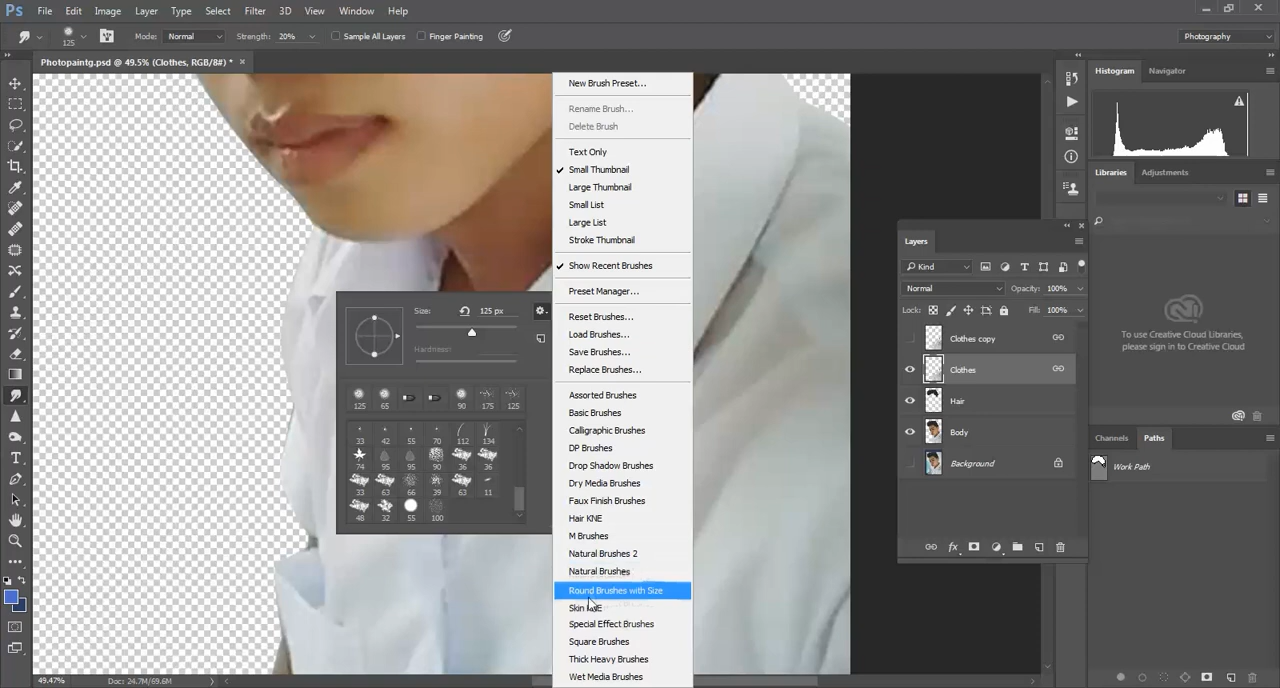 Ps File Edit Image Layer Type Select Filter 3D View Window Help
125 Mode: Normal Strength: 20% Sample All Layers Finger Painting Photography
Photopaintg.psd @ 49.5% (Clothes, RGB/8#) * ×
New Brush Preset...
Rename Brush...
Delete Brush
Text Only
Small Thumbnail
Large Thumbnail
Small List
Large List
Stroke Thumbnail
Show Recent Brushes
Preset Manager...
Reset Brushes...
Load Brushes...
Save Brushes...
Replace Brushes...
Assorted Brushes
Basic Brushes
Calligraphic Brushes
DP Brushes
Drop Shadow Brushes
Dry Media Brushes
Faux Finish Brushes
Hair KNE
M Brushes
Natural Brushes 2
Natural Brushes
Round Brushes with Size
Special Effect Brushes
Square Brushes
Thick Heavy Brushes
Wet Media Brushes
Size: 125 px
Hardness:
125 65 90 175 125
33 42 55 70 112 134
74 95 95 90 36 36
33 63 66 39 63 11
48 32 55 100
Histogram Navigator
Libraries Adjustments
To use Creative Cloud Libraries,
please sign in to Creative Cloud
Layers
Kind
Normal Opacity: 100%
Lock: Fill: 100%
Clothes copy
Clothes
Hair
Body
Background
Channels Paths
Work Path
49.47% Doc: 24.7M/69.6M